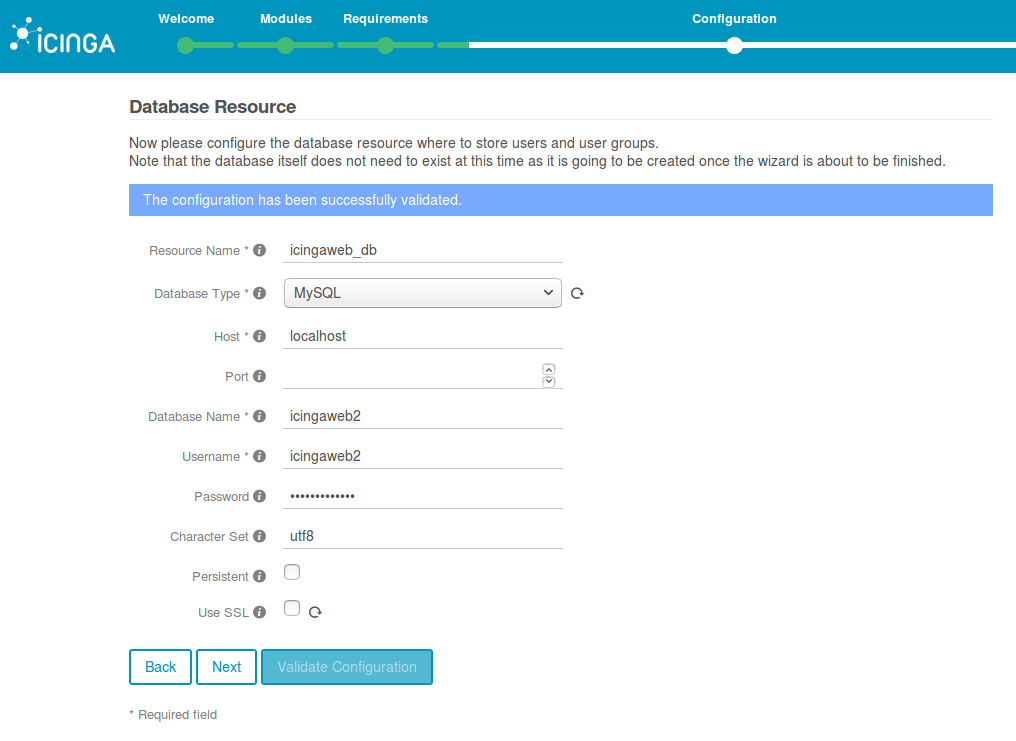 Welcome Modules Requirements Configuration
ICINGA
Database Resource
Now please configure the database resource where to store users and user groups.
Note that the database itself does not need to exist at this time as it is going to be created once the wizard is about to be finished.
The configuration has been successfully validated.
Resource Name * icingaweb_db
Database Type * MySQL
Host * localhost
Port
Database Name * icingaweb2
Username * icingaweb2
Password •••••••••••••
Character Set utf8
Persistent
Use SSL
Back Next Validate Configuration
* Required field